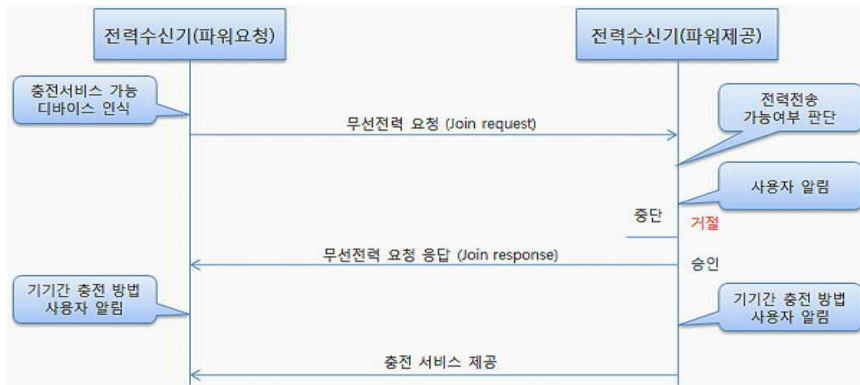 전력수신기(파워요청)
전력수신기(파워제공)
충전서비스 가능
디바이스 인식
무선전력 요청 (Join request)
전력전송
가능여부 판단
사용자 알림
중단
거절
무선전력 요청 응답 (Join response)
승인
기기간 충전 방법
사용자 알림
기기간 충전 방법
사용자 알림
충전 서비스 제공